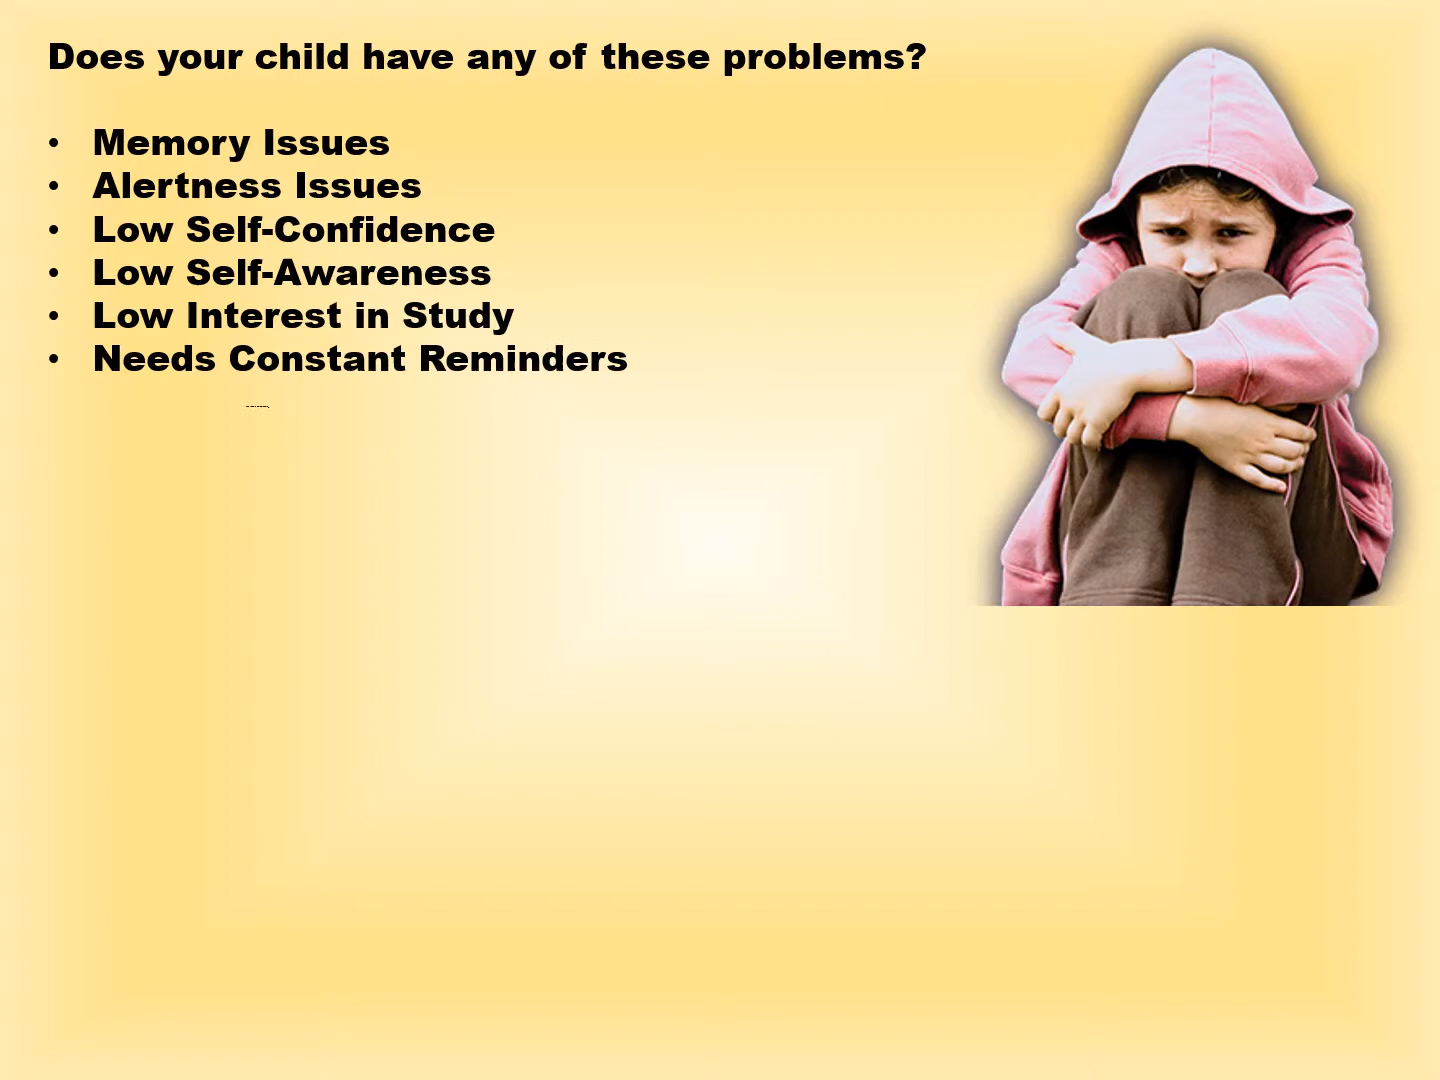 Does your child have any of these problems?
• Memory Issues
• Alertness Issues
• Low Self-Confidence
• Low Self-Awareness
• Low Interest in Study
• Needs Constant Reminders